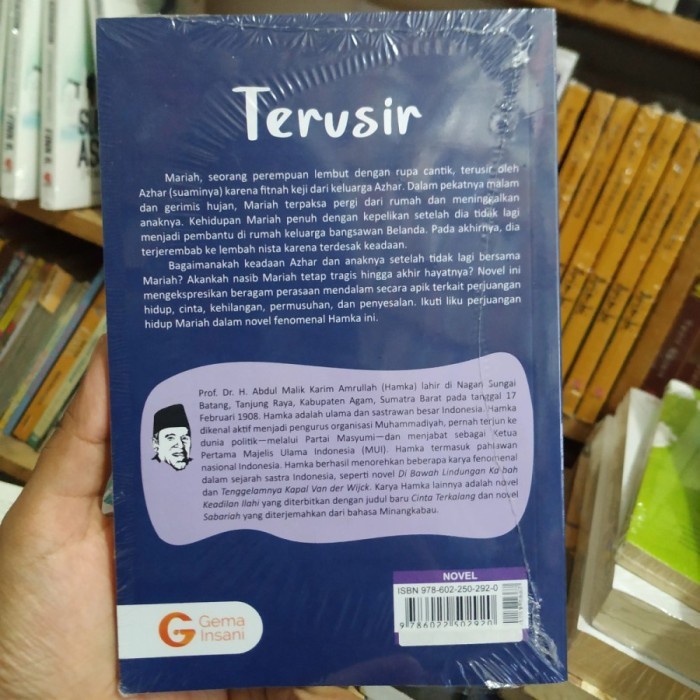 Terusir
Mariah, seorang perempuan lembut dengan rupa cantik, terusir oleh
Azhar (suaminya) karena fitnah keji dari keluarga Azhar. Dalam pekatnya malam
dan gerimis hujan, Mariah terpaksa pergi dari rumah dan meninggalkan
anaknya. Kehidupan Mariah penuh dengan kepelikan setelah dia tidak lagi
menjadi pembantu di rumah keluarga bangsawan Belanda. Pada akhirnya, dia
terjerembab ke lembah nista karena terdesak keadaan.
Bagaimanakah keadaan Azhar dan anaknya setelah tidak lagi bersama
Mariah? Akankah nasib Mariah tetap tragis hingga akhir hayatnya? Novel ini
mengekspresikan beragam perasaan mendalam secara apik terkait perjuangan
hidup, cinta, kehilangan, permusuhan, dan penyesalan. Ikuti liku perjuangan
hidup Mariah dalam novel fenomenal Hamka ini.
Prof. Dr. H. Abdul Malik Karim Amrullah (Hamka) lahir di Nagari Sungai
Batang, Tanjung Raya, Kabupaten Agam, Sumatra Barat pada tanggal 17
Februari 1908. Hamka adalah ulama dan sastrawan besar Indonesia. Hamka
dikenal aktif menjadi pengurus organisasi Muhammadiyah, pernah terjun ke
dunia politik—melalui Partai Masyumi—dan menjabat sebagai Ketua
Pertama Majelis Ulama Indonesia (MUI). Hamka termasuk pahlawan
nasional Indonesia. Hamka berhasil menorehkan beberapa karya fenomenal
dalam sejarah sastra Indonesia, seperti novel Di Bawah Lindungan Ka'bah
dan Tenggelamnya Kapal Van der Wijck. Karya Hamka lainnya adalah novel
Keadilan Ilahi yang diterbitkan dengan judul baru Cinta Terkalang dan novel
Sabariah yang diterjemahkan dari bahasa Minangkabau.
NOVEL
ISBN 978-602-250-292-0
9 786022 502920
G Gema
Insani